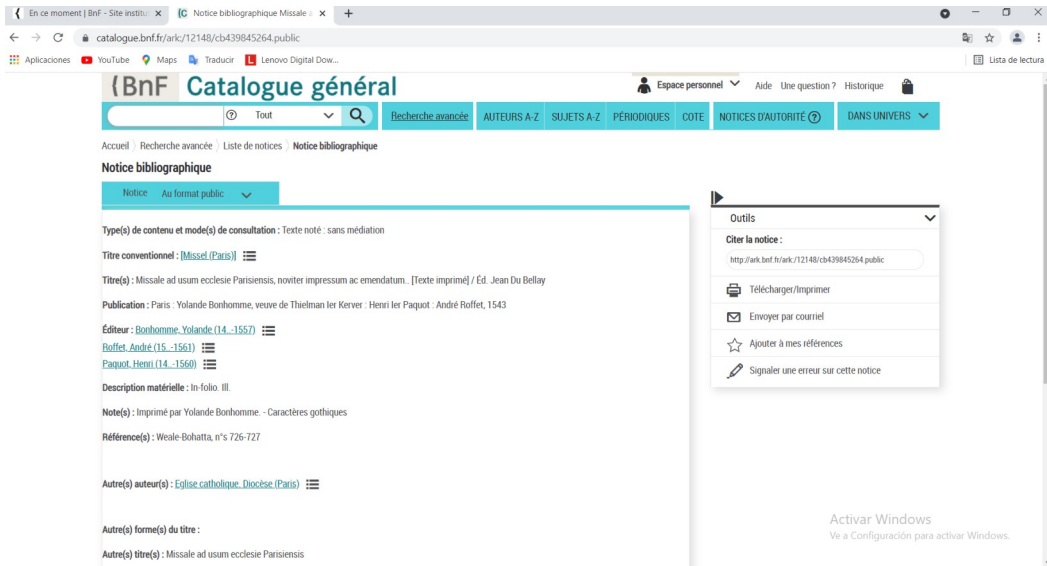 En ce moment | BnF - Site institu
Notice bibliographique Missale a
catalogue.bnf.fr/ark:/12148/cb439845264.public
Aplicaciones YouTube Maps Traducir Lenovo Digital Dow... Lista de lectura
{BnF Catalogue général
Espace personnel Aide Une question ? Historique
Tout Recherche avancée AUTEURS A-Z SUJETS A-Z PÉRIODIQUES COTE NOTICES D'AUTORITÉ DANS UNIVERS
Accueil Recherche avancée Liste de notices Notice bibliographique
Notice bibliographique
Notice Au format public
Type(s) de contenu et mode(s) de consultation : Texte noté : sans médiation
Titre conventionnel : [Missel (Paris)]
Titre(s) : Missale ad usum ecclesie Parisiensis, noviter impressum ac emendatum.. [Texte imprimé] / Éd. Jean Du Bellay
Publication : Paris : Yolande Bonhomme, veuve de Thielman Ier Kerver : Henri Ier Paquot : André Roffet, 1543
Éditeur : Bonhomme, Yolande (14..-1557)
Roffet, André (15..-1561)
Paquot, Henri (14..-1560)
Description matérielle : In-folio. Ill.
Note(s) : Imprimé par Yolande Bonhomme. - Caractères gothiques
Référence(s) : Weale-Bohatta, n°s 726-727
Autre(s) auteur(s) : Eglise catholique. Diocèse (Paris)
Autre(s) forme(s) du titre :
Autre(s) titre(s) : Missale ad usum ecclesie Parisiensis
Outils
Citer la notice :
http://ark.bnf.fr/ark:/12148/cb439845264.public
Télécharger/Imprimer
Envoyer par courriel
Ajouter à mes références
Signaler une erreur sur cette notice
Activar Windows
Ve a Configuración para activar Windows.